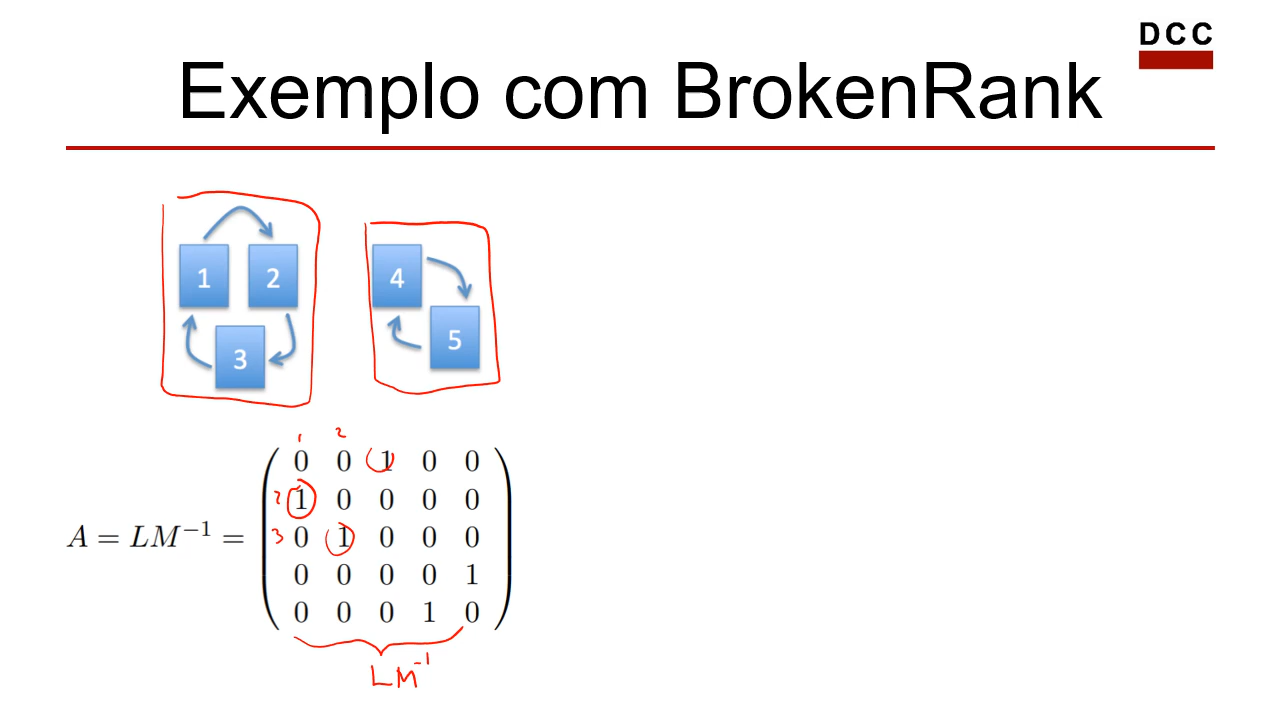 DCC
Exemplo com BrokenRank
1 2
3
4
5
1 2
0 0 1 0 0
2 1 0 0 0 0
A = LM⁻¹ = 3 0 1 0 0 0
0 0 0 0 1
0 0 0 1 0
LM⁻¹